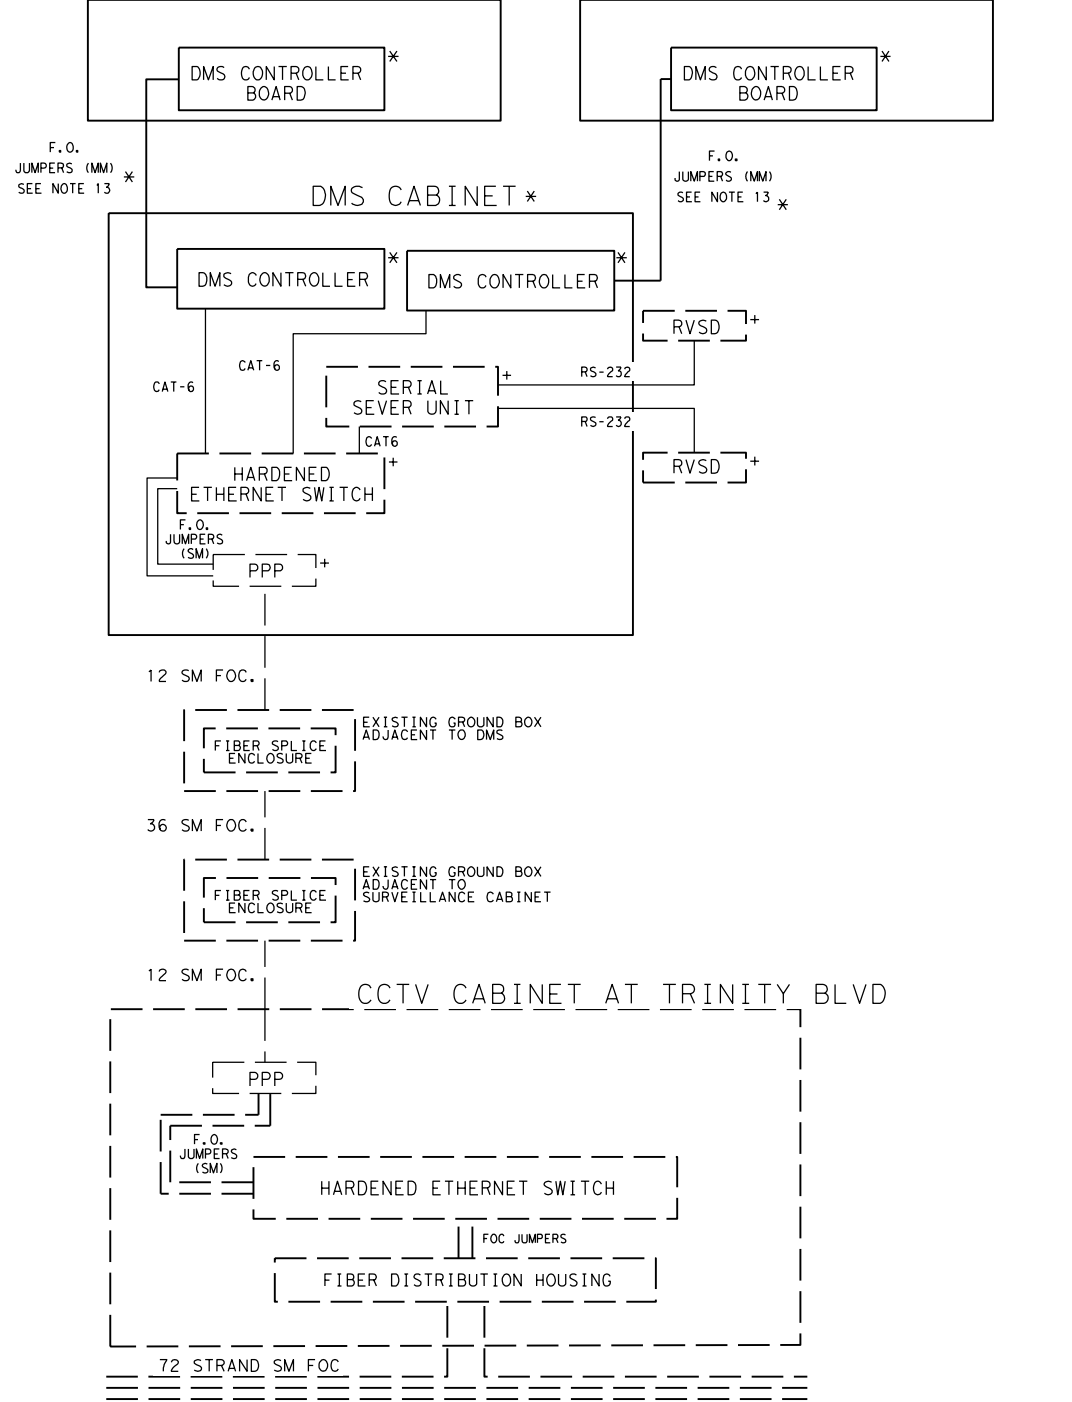 DMS CONTROLLER
BOARD
*
DMS CONTROLLER
BOARD
*
F.O.
JUMPERS (MM)
SEE NOTE 13 *
F.O.
JUMPERS (MM)
SEE NOTE 13 *
DMS CABINET *
DMS CONTROLLER
*
DMS CONTROLLER
*
RVSD +
CAT-6
CAT-6
SERIAL
SEVER UNIT
+
RS-232
RS-232
CAT6
HARDENED
ETHERNET SWITCH
+
RVSD +
F.O.
JUMPERS
(SM)
PPP +
12 SM FOC.
EXISTING GROUND BOX
ADJACENT TO DMS
FIBER SPLICE
ENCLOSURE
36 SM FOC.
EXISTING GROUND BOX
ADJACENT TO
SURVEILLANCE CABINET
FIBER SPLICE
ENCLOSURE
12 SM FOC.
CCTV CABINET AT TRINITY BLVD
PPP
F.O.
JUMPERS
(SM)
HARDENED ETHERNET SWITCH
FOC JUMPERS
FIBER DISTRIBUTION HOUSING
72 STRAND SM FOC